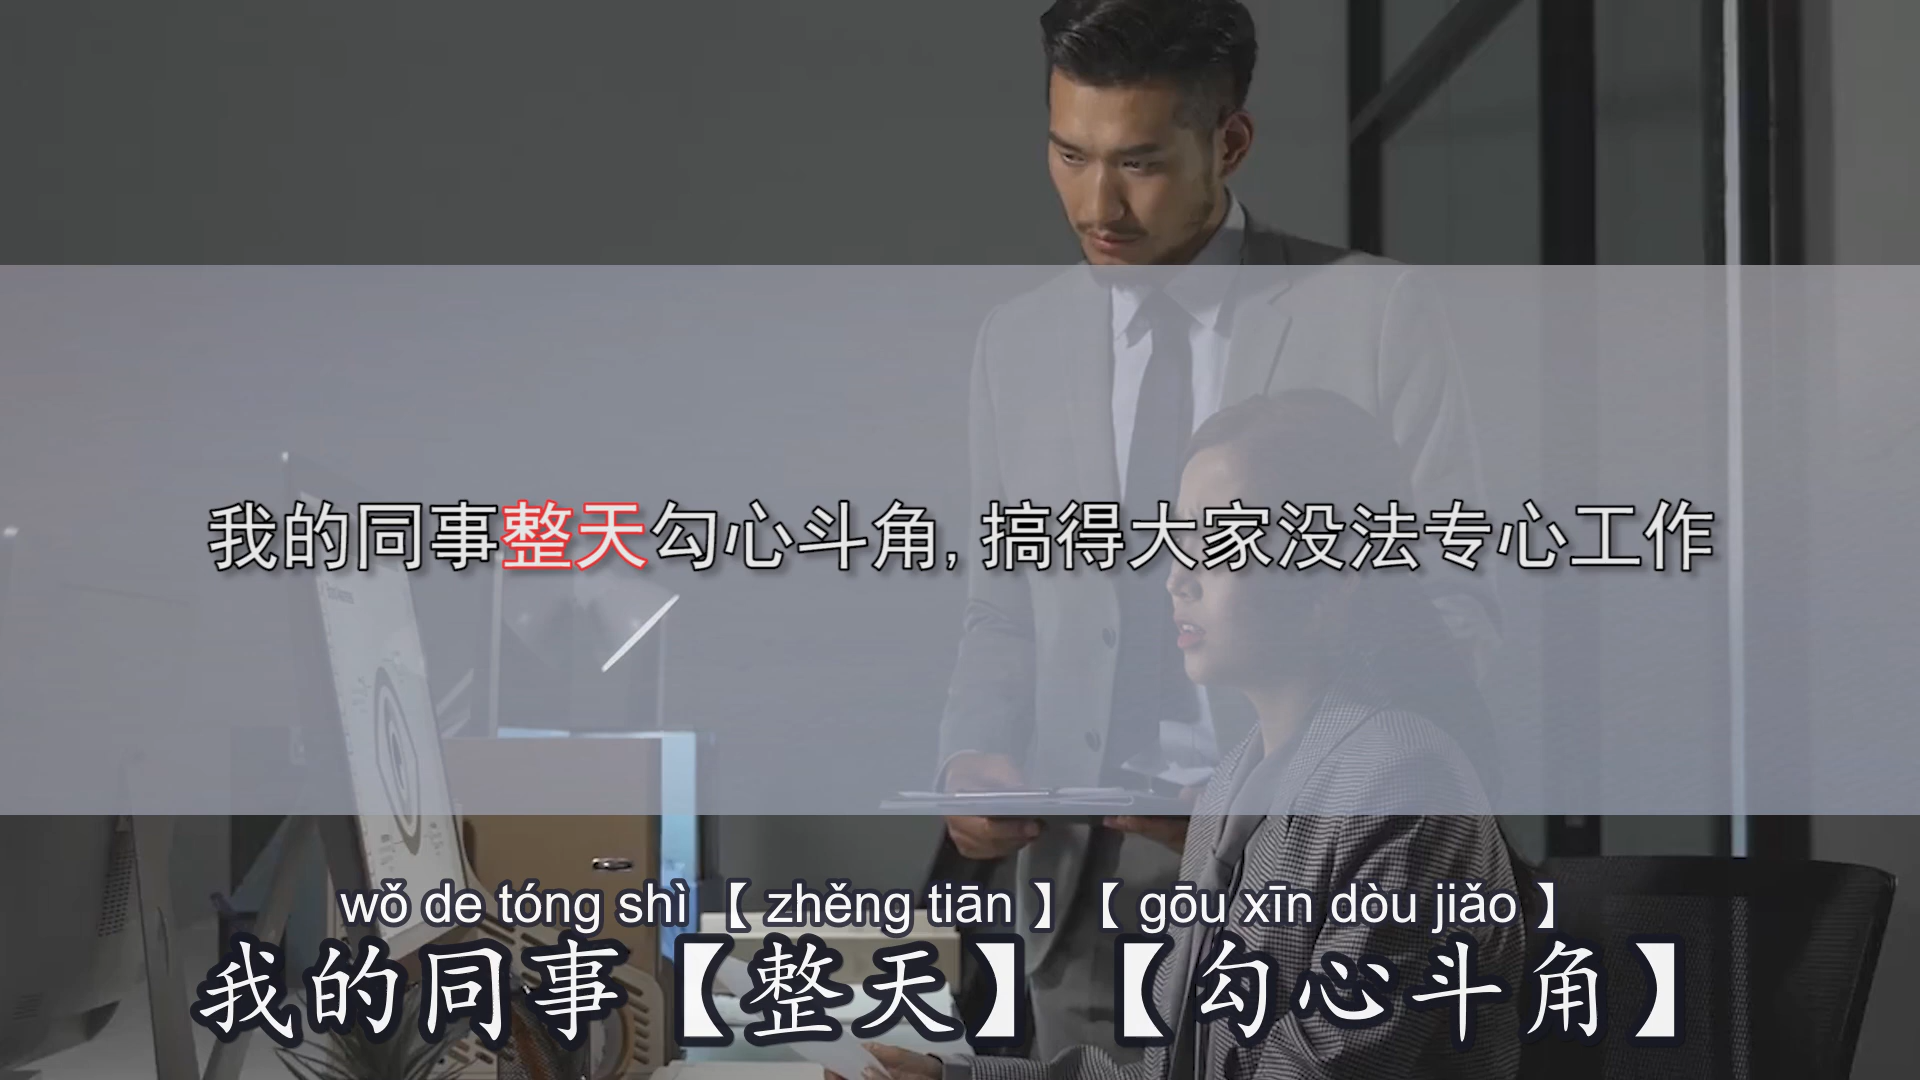 我的同事整天勾心斗角,搞得大家没法专心工作
wǒ de tóng shì【 zhěng tiān 】【 gōu xīn dòu jiǎo 】
我的同事【整天】【勾心斗角】